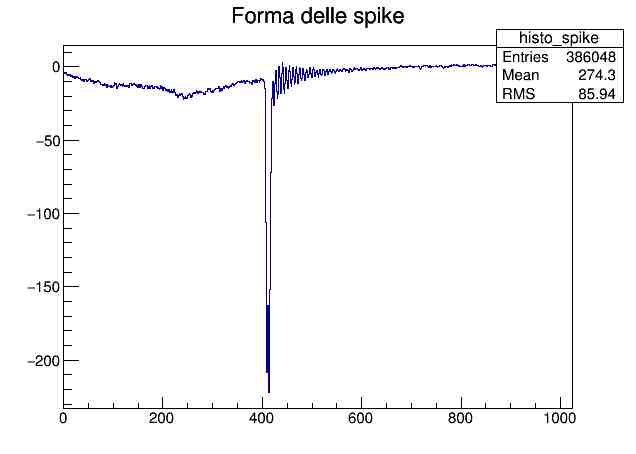 Forma delle spike
histo_spike
Entries 386048
Mean 274.3
RMS 85.94
0
−50
−100
−150
−200
0 200 400 600 800 1000